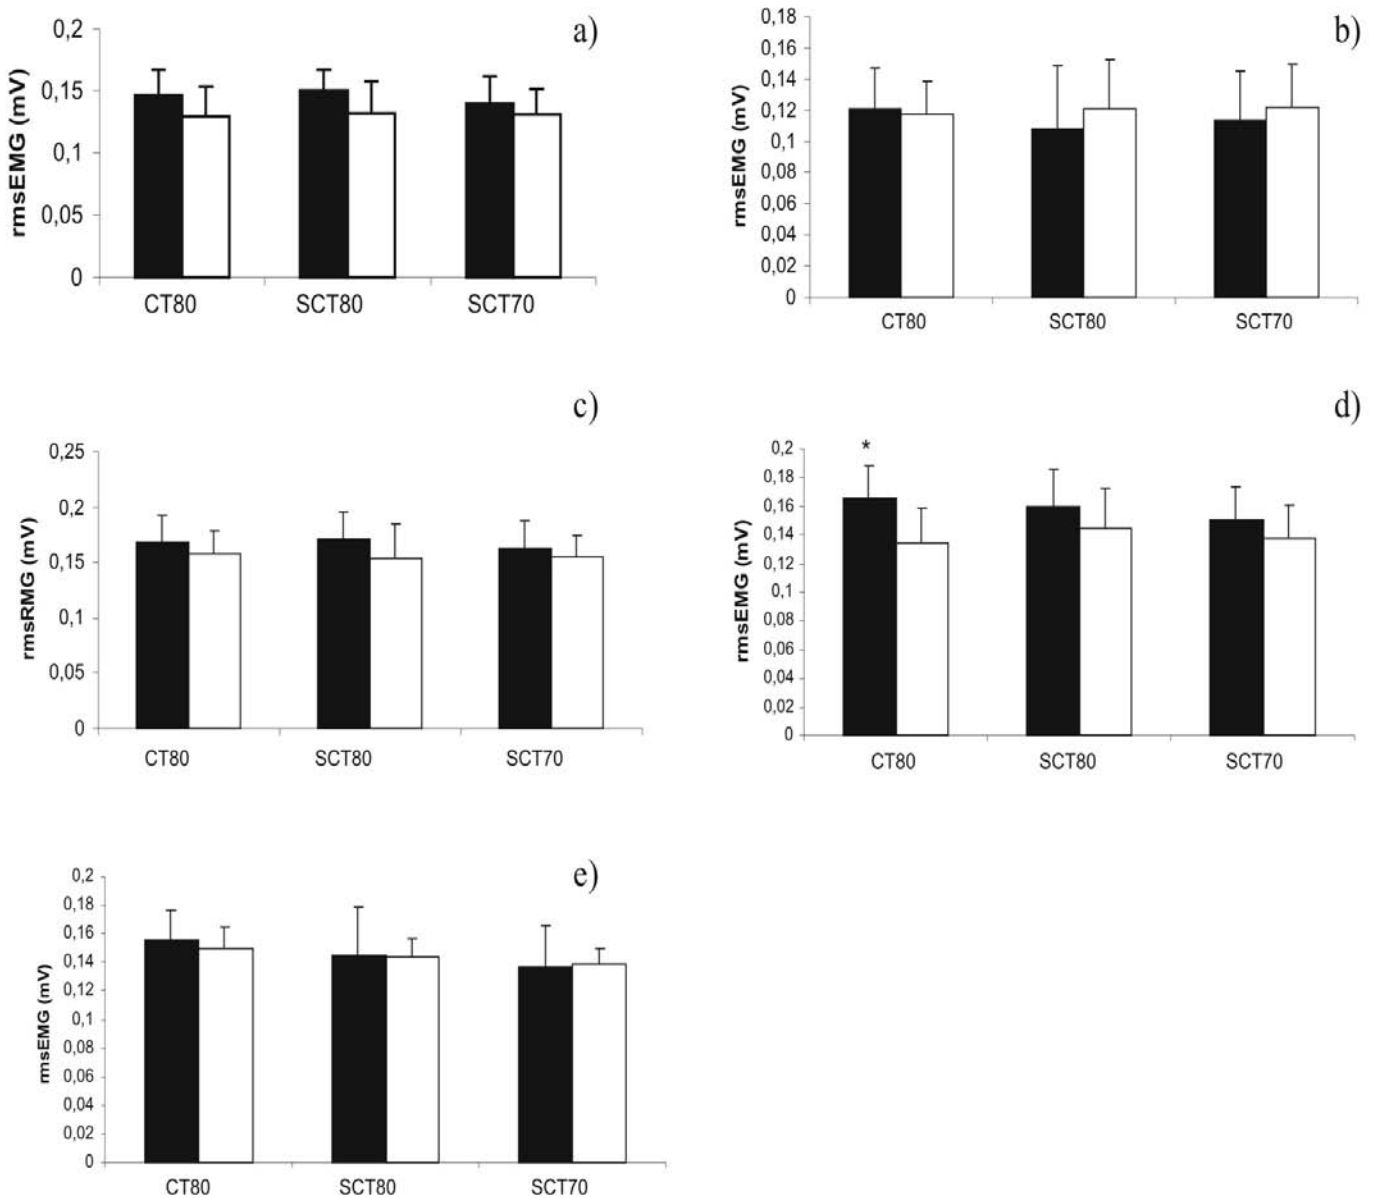 a)
rmsEMG (mV)
0,2
0,15
0,1
0,05
0
CT80 SCT80 SCT70
b)
rmsEMG (mV)
0,18
0,16
0,14
0,12
0,1
0,08
0,06
0,04
0,02
0
CT80 SCT80 SCT70
c)
rmsRMG (mV)
0,25
0,2
0,15
0,1
0,05
0
CT80 SCT80 SCT70
d)
rmsEMG (mV)
*
0,2
0,18
0,16
0,14
0,12
0,1
0,08
0,06
0,04
0,02
0
CT80 SCT80 SCT70
e)
rmsEMG (mV)
0,2
0,18
0,16
0,14
0,12
0,1
0,08
0,06
0,04
0,02
0
CT80 SCT80 SCT70